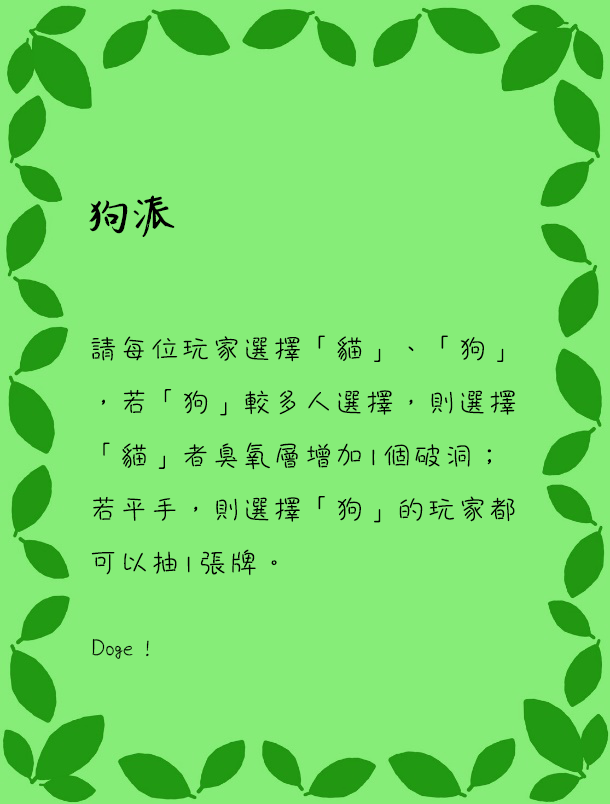 狗派
請每位玩家選擇「貓」、「狗」
，若「狗」較多人選擇，則選擇
「貓」者臭氧層增加1個破洞；
若平手，則選擇「狗」的玩家都
可以抽1張牌。
Doge！